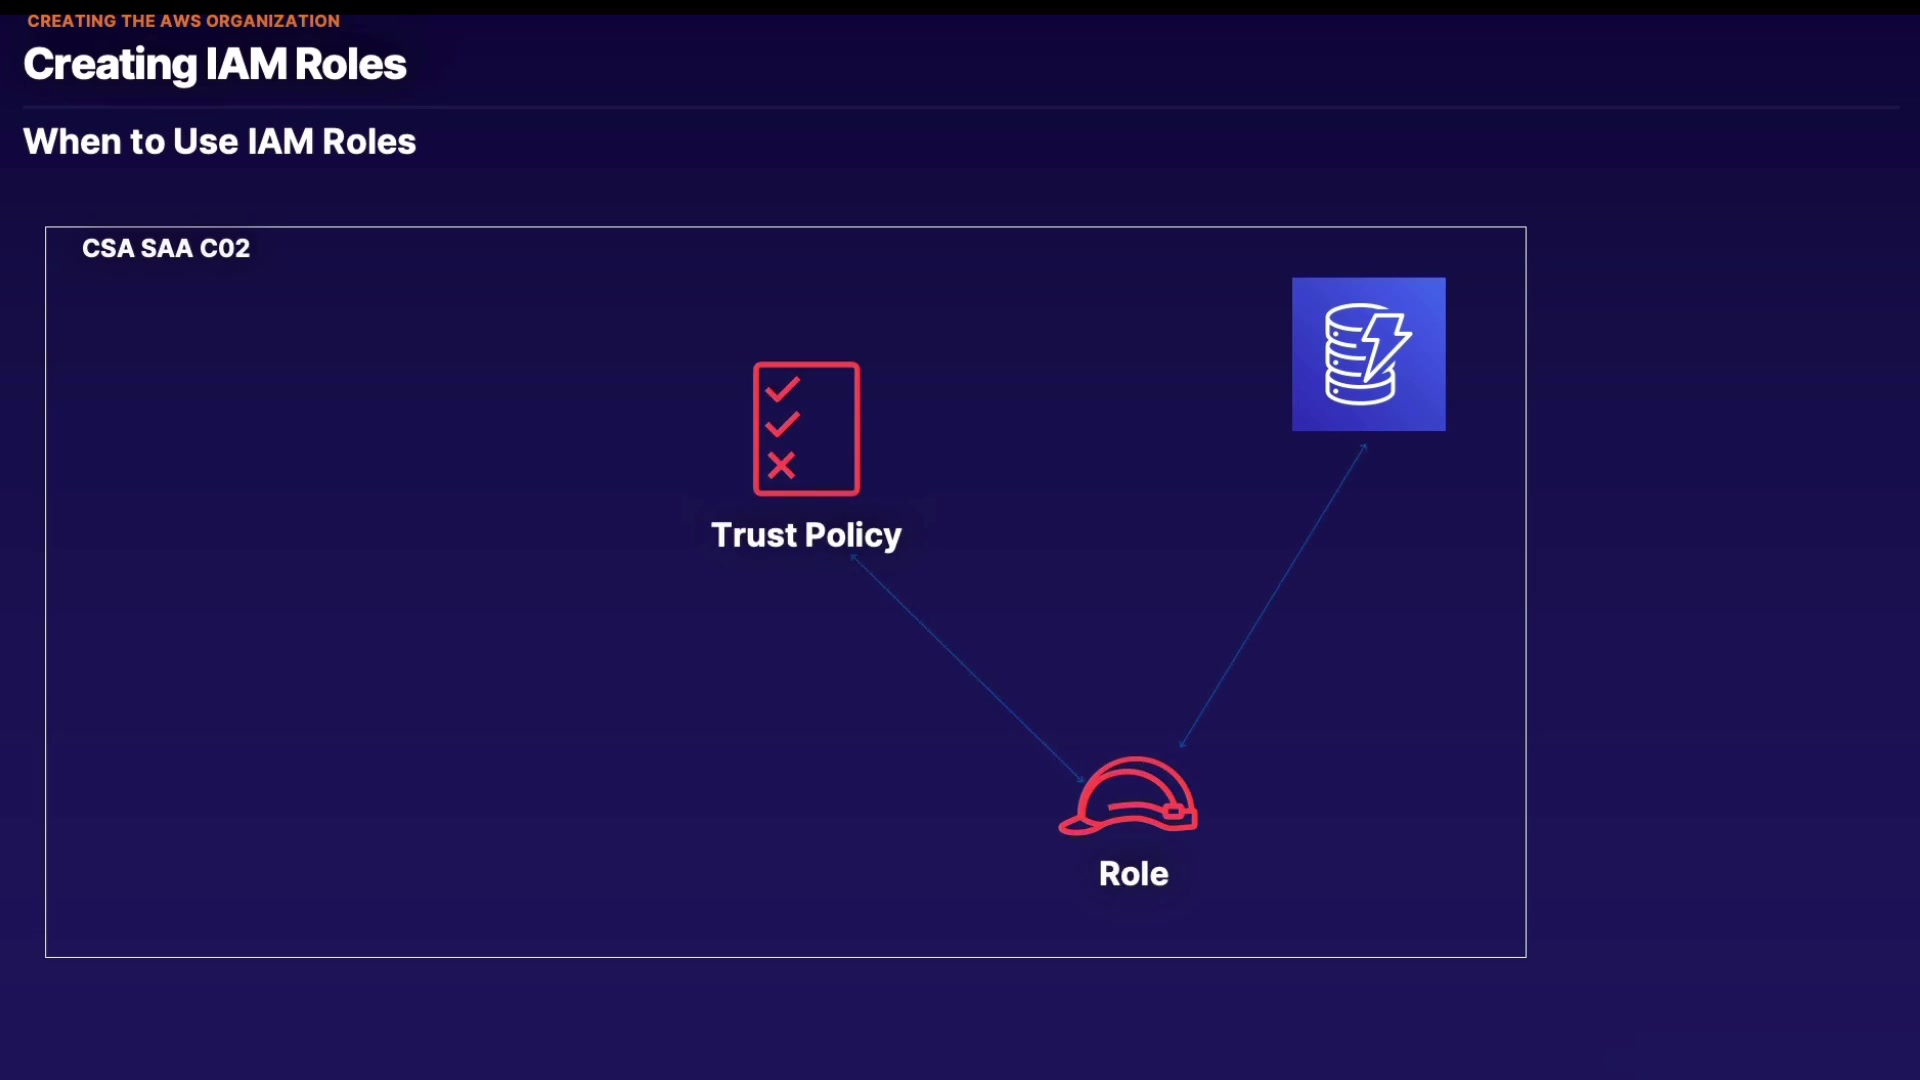 CREATING THE AWS ORGANIZATION
Creating IAM Roles
When to Use IAM Roles
CSA SAA C02
Trust Policy
Role